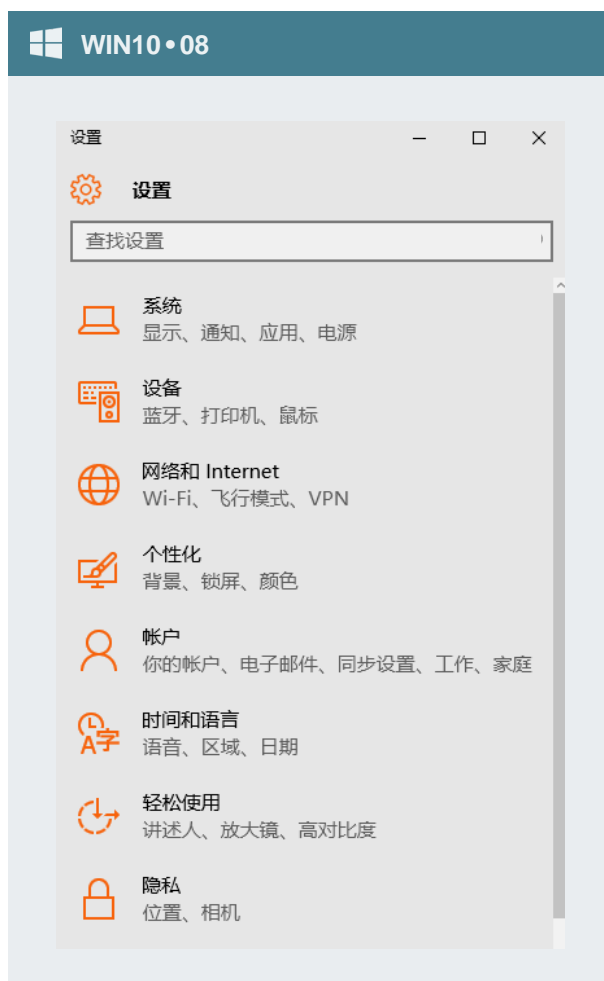 WIN10•08
设置
设置
查找设置
系统
显示、通知、应用、电源
设备
蓝牙、打印机、鼠标
网络和 Internet
Wi-Fi、飞行模式、VPN
个性化
背景、锁屏、颜色
帐户
你的帐户、电子邮件、同步设置、工作、家庭
时间和语言
语音、区域、日期
轻松使用
讲述人、放大镜、高对比度
隐私
位置、相机